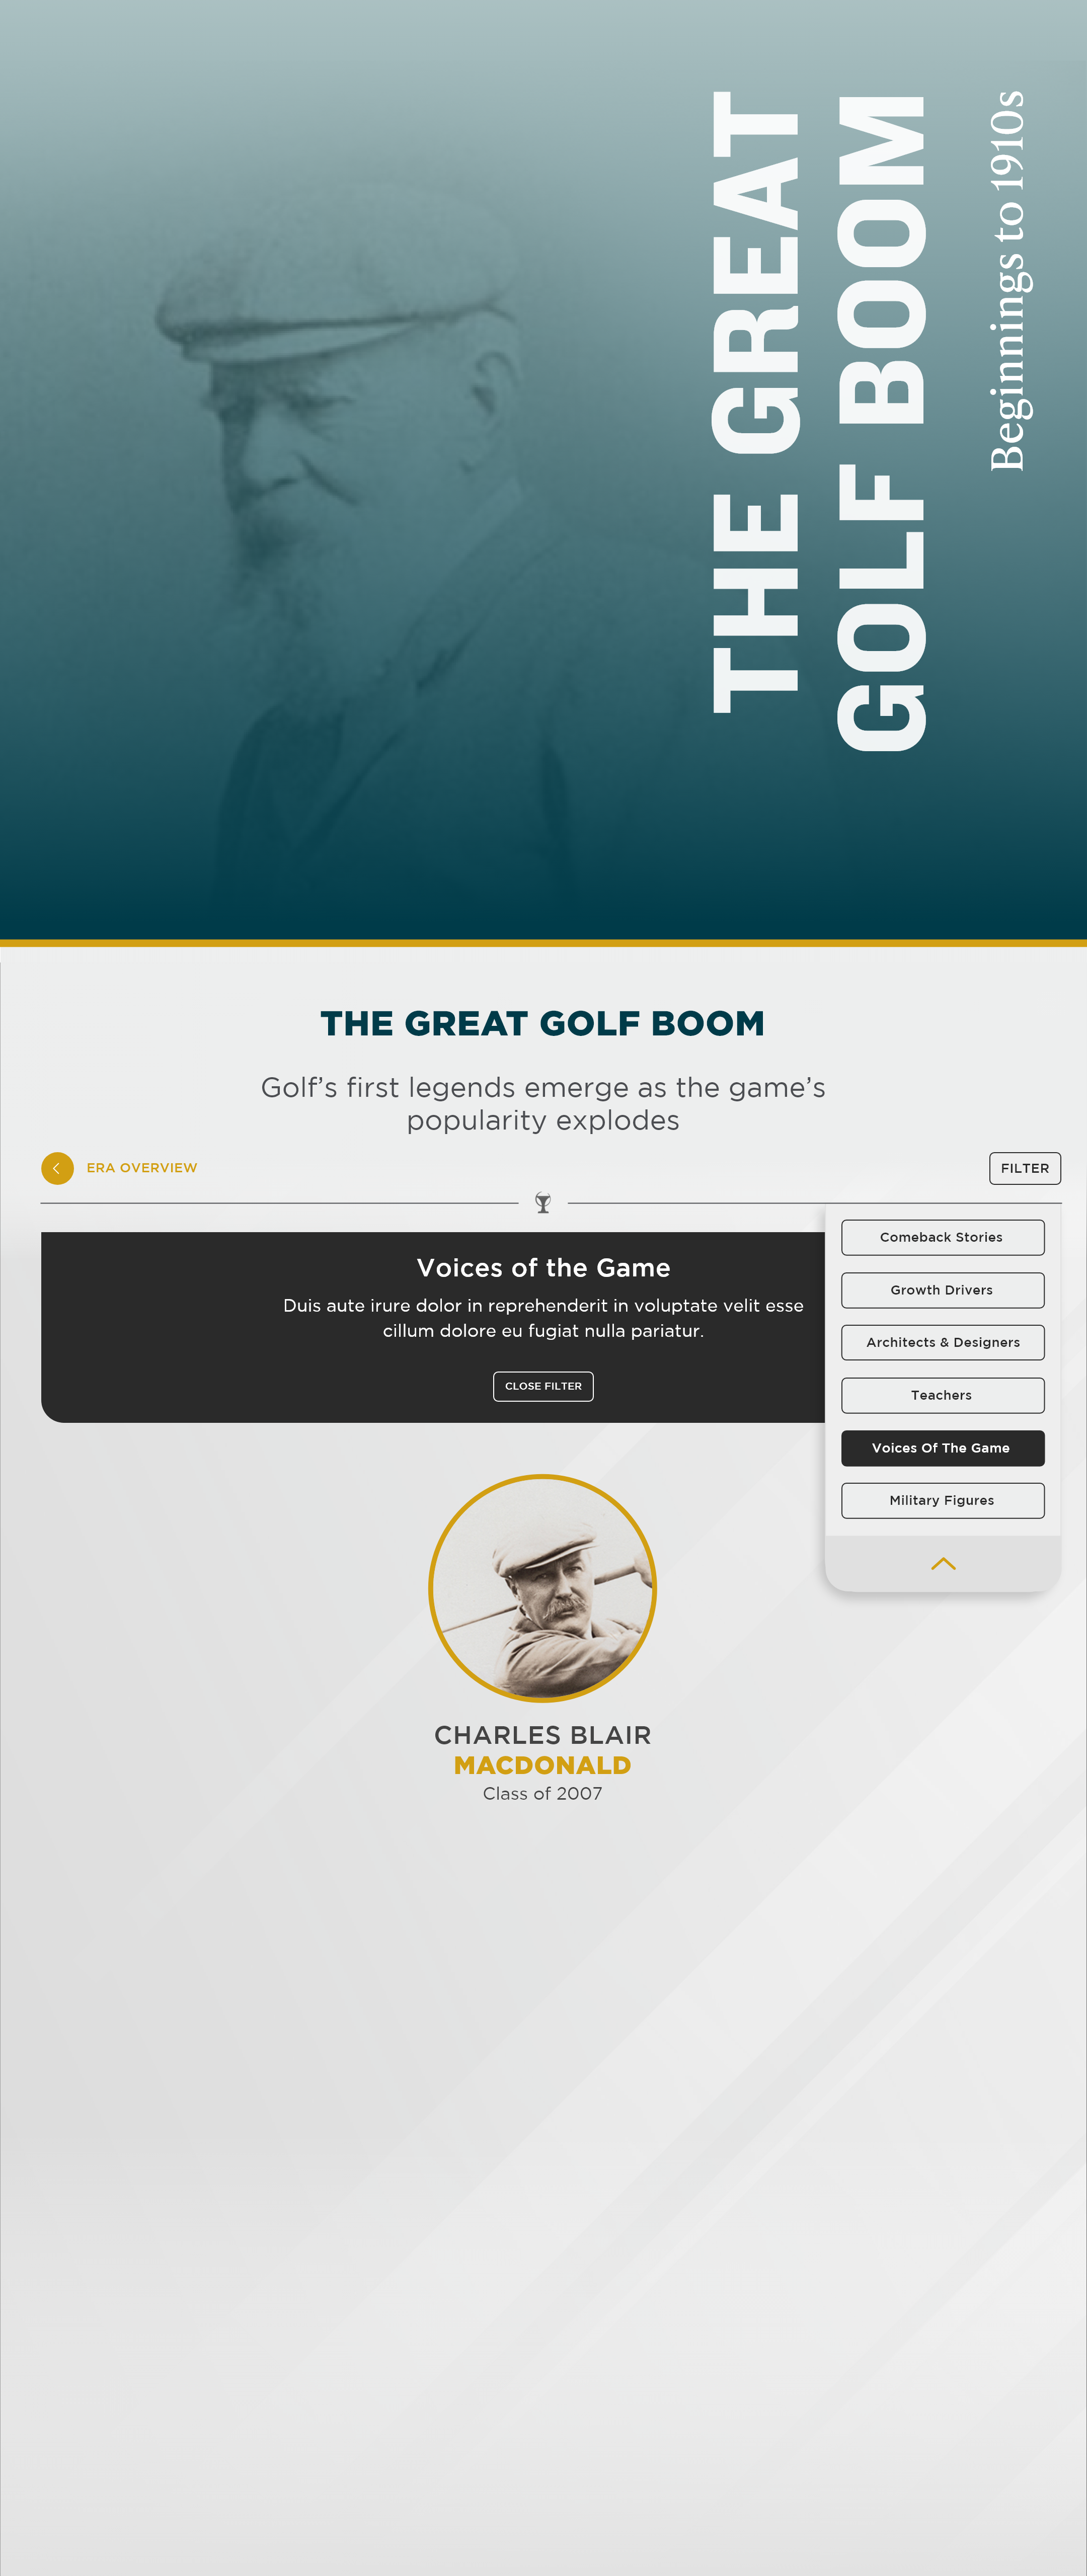 THE GREAT
GOLF BOOM
Beginnings to 1910s
THE GREAT GOLF BOOM
Golf’s first legends emerge as the game’s
popularity explodes
ERA OVERVIEW
FILTER
Voices of the Game
Duis aute irure dolor in reprehenderit in voluptate velit esse
cillum dolore eu fugiat nulla pariatur.
CLOSE FILTER
Comeback Stories
Growth Drivers
Architects & Designers
Teachers
Voices Of The Game
Military Figures
CHARLES BLAIR
MACDONALD
Class of 2007